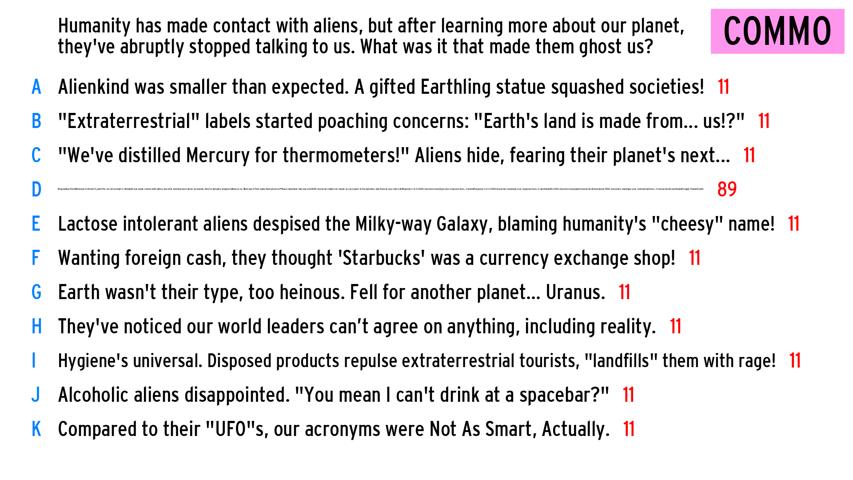 Humanity has made contact with aliens, but after learning more about our planet,
they've abruptly stopped talking to us. What was it that made them ghost us?
COMMO
A Alienkind was smaller than expected. A gifted Earthling statue squashed societies! 11
B "Extraterrestrial" labels started poaching concerns: "Earth's land is made from... us!?" 11
C "We've distilled Mercury for thermometers!" Aliens hide, fearing their planet's next... 11
D 89
E Lactose intolerant aliens despised the Milky-way Galaxy, blaming humanity's "cheesy" name! 11
F Wanting foreign cash, they thought 'Starbucks' was a currency exchange shop! 11
G Earth wasn't their type, too heinous. Fell for another planet... Uranus. 11
H They've noticed our world leaders can’t agree on anything, including reality. 11
I Hygiene's universal. Disposed products repulse extraterrestrial tourists, "landfills" them with rage! 11
J Alcoholic aliens disappointed. "You mean I can't drink at a spacebar?" 11
K Compared to their "UFO"s, our acronyms were Not As Smart, Actually. 11